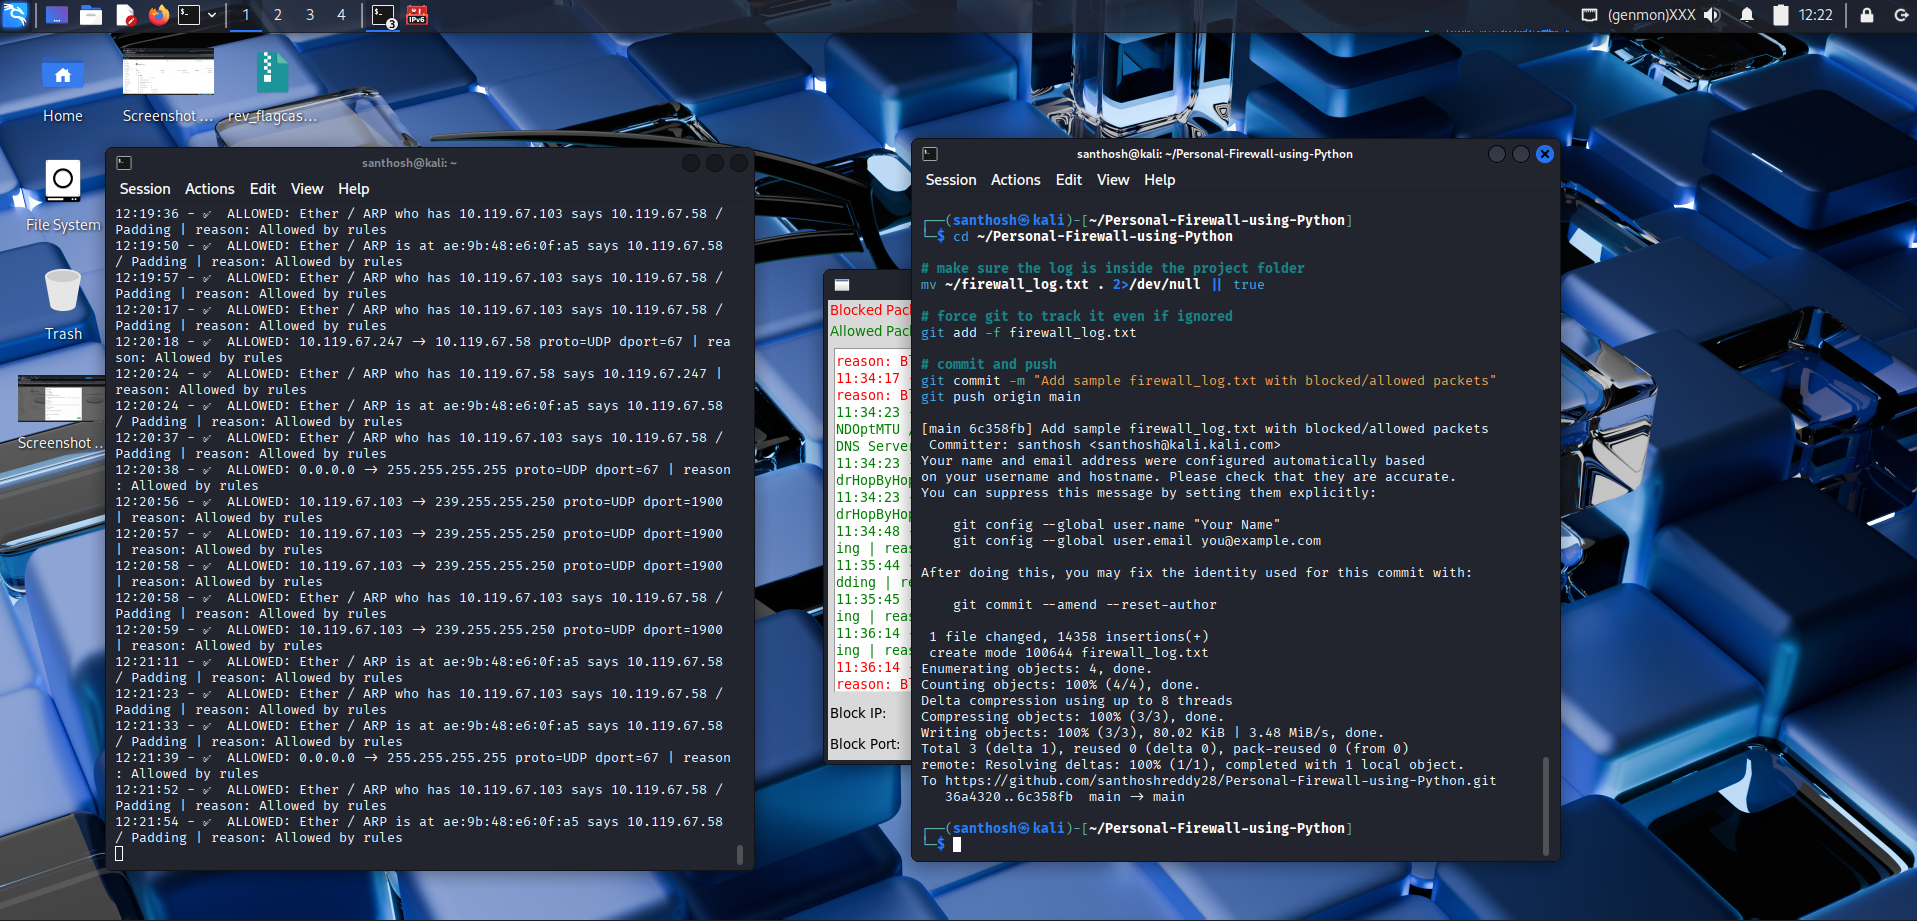 1 2 3 4
3
IPv6
(genmon)XXX 12:22
Home
Screenshot ...
rev_flagcas...
File System
Trash
Screenshot ...
santhosh@kali: ~
Session Actions Edit View Help
12:19:36 - ✔ ALLOWED: Ether / ARP who has 10.119.67.103 says 10.119.67.58 /
Padding | reason: Allowed by rules
12:19:50 - ✔ ALLOWED: Ether / ARP is at ae:9b:48:e6:0f:a5 says 10.119.67.58
/ Padding | reason: Allowed by rules
12:19:57 - ✔ ALLOWED: Ether / ARP who has 10.119.67.103 says 10.119.67.58 /
Padding | reason: Allowed by rules
12:20:17 - ✔ ALLOWED: Ether / ARP who has 10.119.67.103 says 10.119.67.58 /
Padding | reason: Allowed by rules
12:20:18 - ✔ ALLOWED: 10.119.67.247 → 10.119.67.58 proto=UDP dport=67 | rea
son: Allowed by rules
12:20:24 - ✔ ALLOWED: Ether / ARP who has 10.119.67.58 says 10.119.67.247 |
reason: Allowed by rules
12:20:24 - ✔ ALLOWED: Ether / ARP is at ae:9b:48:e6:0f:a5 says 10.119.67.58
/ Padding | reason: Allowed by rules
12:20:37 - ✔ ALLOWED: Ether / ARP who has 10.119.67.103 says 10.119.67.58 /
Padding | reason: Allowed by rules
12:20:38 - ✔ ALLOWED: 0.0.0.0 → 255.255.255.255 proto=UDP dport=67 | reason
: Allowed by rules
12:20:56 - ✔ ALLOWED: 10.119.67.103 → 239.255.255.250 proto=UDP dport=1900
| reason: Allowed by rules
12:20:57 - ✔ ALLOWED: 10.119.67.103 → 239.255.255.250 proto=UDP dport=1900
| reason: Allowed by rules
12:20:58 - ✔ ALLOWED: 10.119.67.103 → 239.255.255.250 proto=UDP dport=1900
| reason: Allowed by rules
12:20:58 - ✔ ALLOWED: Ether / ARP who has 10.119.67.103 says 10.119.67.58 /
Padding | reason: Allowed by rules
12:20:59 - ✔ ALLOWED: 10.119.67.103 → 239.255.255.250 proto=UDP dport=1900
| reason: Allowed by rules
12:21:11 - ✔ ALLOWED: Ether / ARP is at ae:9b:48:e6:0f:a5 says 10.119.67.58
/ Padding | reason: Allowed by rules
12:21:23 - ✔ ALLOWED: Ether / ARP who has 10.119.67.103 says 10.119.67.58 /
Padding | reason: Allowed by rules
12:21:33 - ✔ ALLOWED: Ether / ARP is at ae:9b:48:e6:0f:a5 says 10.119.67.58
/ Padding | reason: Allowed by rules
12:21:39 - ✔ ALLOWED: 0.0.0.0 → 255.255.255.255 proto=UDP dport=67 | reason
: Allowed by rules
12:21:52 - ✔ ALLOWED: Ether / ARP who has 10.119.67.103 says 10.119.67.58 /
Padding | reason: Allowed by rules
12:21:54 - ✔ ALLOWED: Ether / ARP is at ae:9b:48:e6:0f:a5 says 10.119.67.58
/ Padding | reason: Allowed by rules
Blocked Pac
Allowed Pac
reason: Bl
11:34:17
reason: Bl
11:34:23
NDOptMTU /
DNS Server
11:34:23
drHopByHop
11:34:23
drHopByHop
11:34:48
ing | reas
11:35:44
dding | re
11:35:45
ing | reas
11:36:14
ing | reas
11:36:14
reason: Bl
Block IP:
Block Port:
santhosh@kali: ~/Personal-Firewall-using-Python
Session Actions Edit View Help
┌──(santhosh㉿kali)-[~/Personal-Firewall-using-Python]
└─$ cd ~/Personal-Firewall-using-Python
# make sure the log is inside the project folder
mv ~/firewall_log.txt . 2>/dev/null || true
# force git to track it even if ignored
git add -f firewall_log.txt
# commit and push
git commit -m "Add sample firewall_log.txt with blocked/allowed packets"
git push origin main
[main 6c358fb] Add sample firewall_log.txt with blocked/allowed packets
Committer: santhosh <santhosh@kali.kali.com>
Your name and email address were configured automatically based
on your username and hostname. Please check that they are accurate.
You can suppress this message by setting them explicitly:
git config --global user.name "Your Name"
git config --global user.email you@example.com
After doing this, you may fix the identity used for this commit with:
git commit --amend --reset-author
1 file changed, 14358 insertions(+)
create mode 100644 firewall_log.txt
Enumerating objects: 4, done.
Counting objects: 100% (4/4), done.
Delta compression using up to 8 threads
Compressing objects: 100% (3/3), done.
Writing objects: 100% (3/3), 80.02 KiB | 3.48 MiB/s, done.
Total 3 (delta 1), reused 0 (delta 0), pack-reused 0 (from 0)
remote: Resolving deltas: 100% (1/1), completed with 1 local object.
To https://github.com/santhoshreddy28/Personal-Firewall-using-Python.git
36a4320..6c358fb main → main
┌──(santhosh㉿kali)-[~/Personal-Firewall-using-Python]
└─$